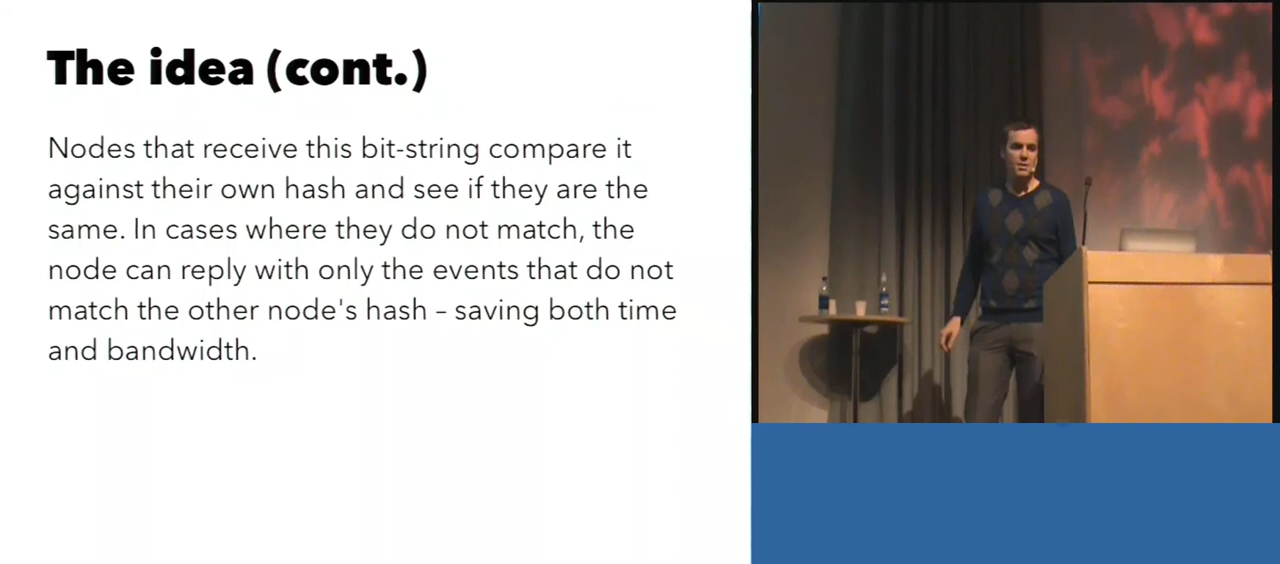 The idea (cont.)
Nodes that receive this bit-string compare it
against their own hash and see if they are the
same. In cases where they do not match, the
node can reply with only the events that do not
match the other node's hash – saving both time
and bandwidth.